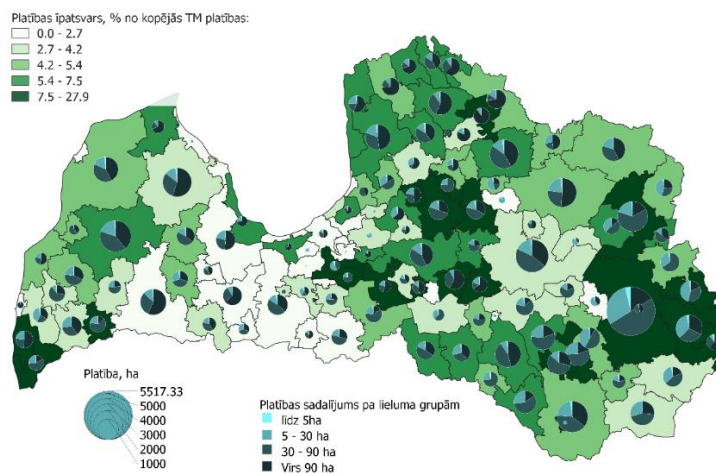 Platības īpatsvars, % no kopējās TM platības:
0.0 - 2.7
2.7 - 4.2
4.2 - 5.4
5.4 - 7.5
7.5 - 27.9
Platība, ha
5517.33
5000
4000
3000
2000
1000
Platības sadalījums pa lieluma grupām
līdz 5ha
5 - 30 ha
30 - 90 ha
Virs 90 ha